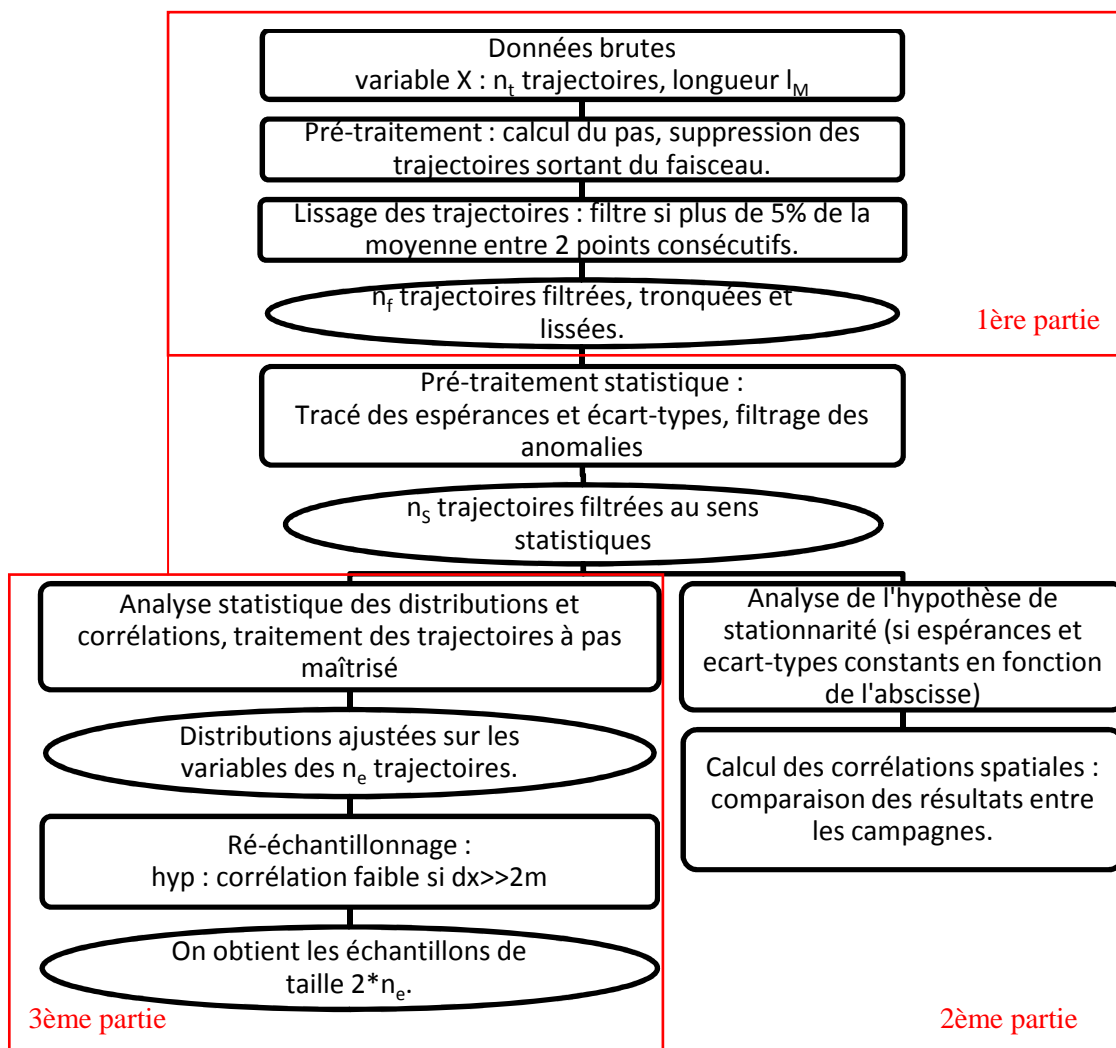 Données brutes
variable X : nt trajectoires, longueur lM
Pré-traitement : calcul du pas, suppression des
trajectoires sortant du faisceau.
Lissage des trajectoires : filtre si plus de 5% de la
moyenne entre 2 points consécutifs.
nf trajectoires filtrées, tronquées et
lissées.
1ère partie
Pré-traitement statistique :
Tracé des espérances et écart-types, filtrage des
anomalies
nS trajectoires filtrées au sens
statistiques
Analyse statistique des distributions et
corrélations, traitement des trajectoires à pas
maîtrisé
Distributions ajustées sur les
variables des ne trajectoires.
Ré-échantillonnage :
hyp : corrélation faible si dx>>2m
On obtient les échantillons de
taille 2*ne.
3ème partie
Analyse de l'hypothèse de
stationnarité (si espérances et
ecart-types constants en fonction
de l'abscisse)
Calcul des corrélations spatiales :
comparaison des résultats entre
les campagnes.
2ème partie